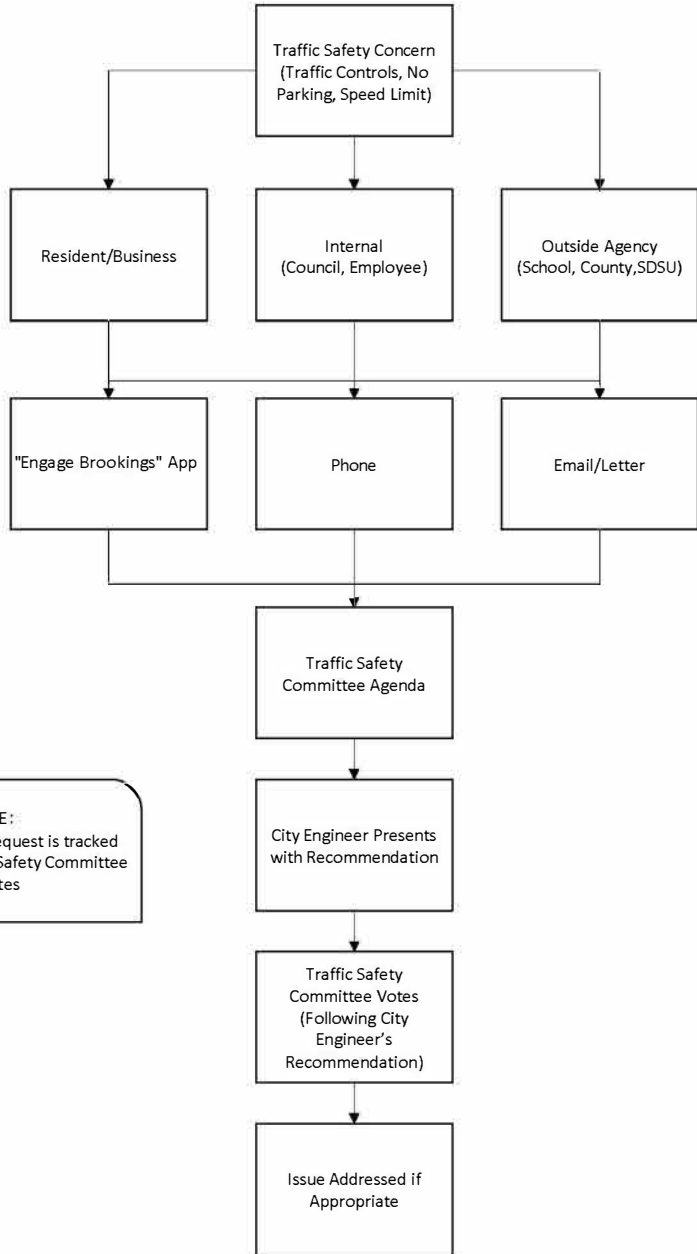 Traffic Safety Concern
(Traffic Controls, No
Parking, Speed Limit)
Resident/Business
Internal
(Council, Employee)
Outside Agency
(School, County,SDSU)
"Engage Brookings" App
Phone
Email/Letter
Traffic Safety
Committee Agenda
E:
equest is tracked
Safety Committee
tes
City Engineer Presents
with Recommendation
Traffic Safety
Committee Votes
(Following City
Engineer’s
Recommendation)
Issue Addressed if
Appropriate